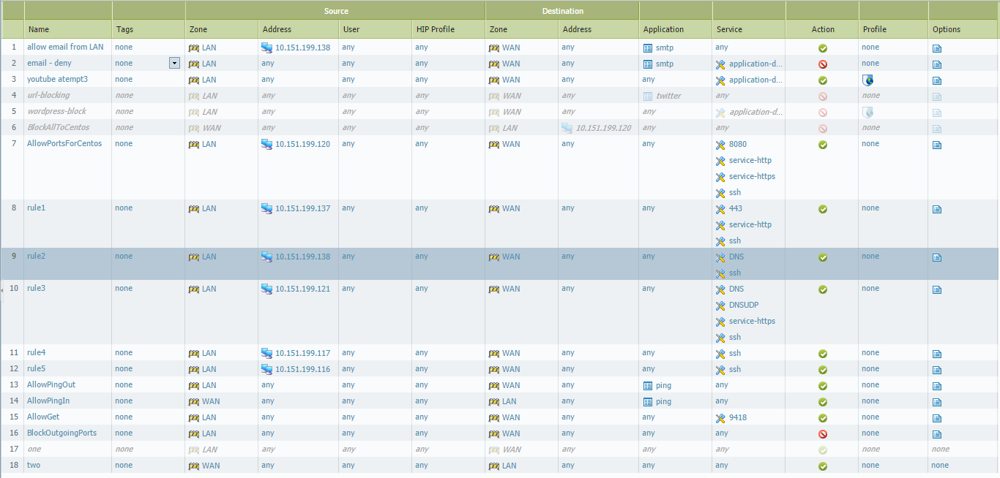 Source Destination
Name Tags Zone Address User HIP Profile Zone Address Application Service Action Profile Options
1 allow email from LAN none LAN 10.151.199.138 any any WAN any smtp any none
2 email - deny none LAN any any any WAN any smtp application-d... none
3 youtube atempt3 none LAN any any any WAN any any application-d...
4 url-blocking none LAN any any any WAN any twitter any none
5 wordpress-block none LAN any any any WAN any any application-d...
6 BlockAllToCentos none WAN any any any LAN 10.151.199.120 any any none
7 AllowPortsForCentos none LAN 10.151.199.120 any any WAN any any 8080 none
service-http
service-https
ssh
8 rule1 none LAN 10.151.199.137 any any WAN any any 443 none
service-http
ssh
9 rule2 none LAN 10.151.199.138 any any WAN any any DNS none
ssh
10 rule3 none LAN 10.151.199.121 any any WAN any any DNS none
DNSUDP
service-https
ssh
11 rule4 none LAN 10.151.199.117 any any WAN any any ssh none
12 rule5 none LAN 10.151.199.116 any any WAN any any ssh none
13 AllowPingOut none LAN any any any WAN any ping any none
14 AllowPingIn none WAN any any any LAN any ping any none
15 AllowGet none LAN any any any WAN any any 9418 none
16 BlockOutgoingPorts none LAN any any any WAN any any any none
17 one none LAN any any any WAN any any any none none
18 two none WAN any any any LAN any any any none none